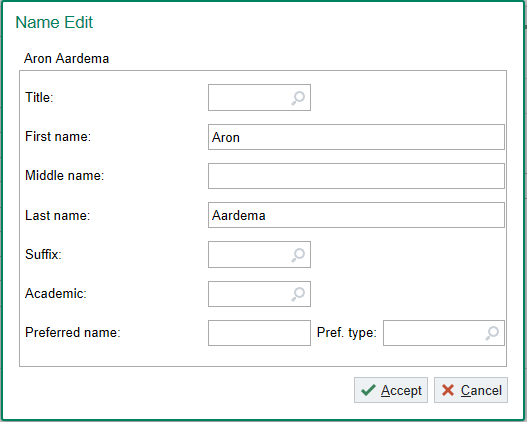 Name Edit
Aron Aardema
Title:
First name: Aron
Middle name:
Last name: Aardema
Suffix:
Academic:
Preferred name: Pref. type:
Accept Cancel